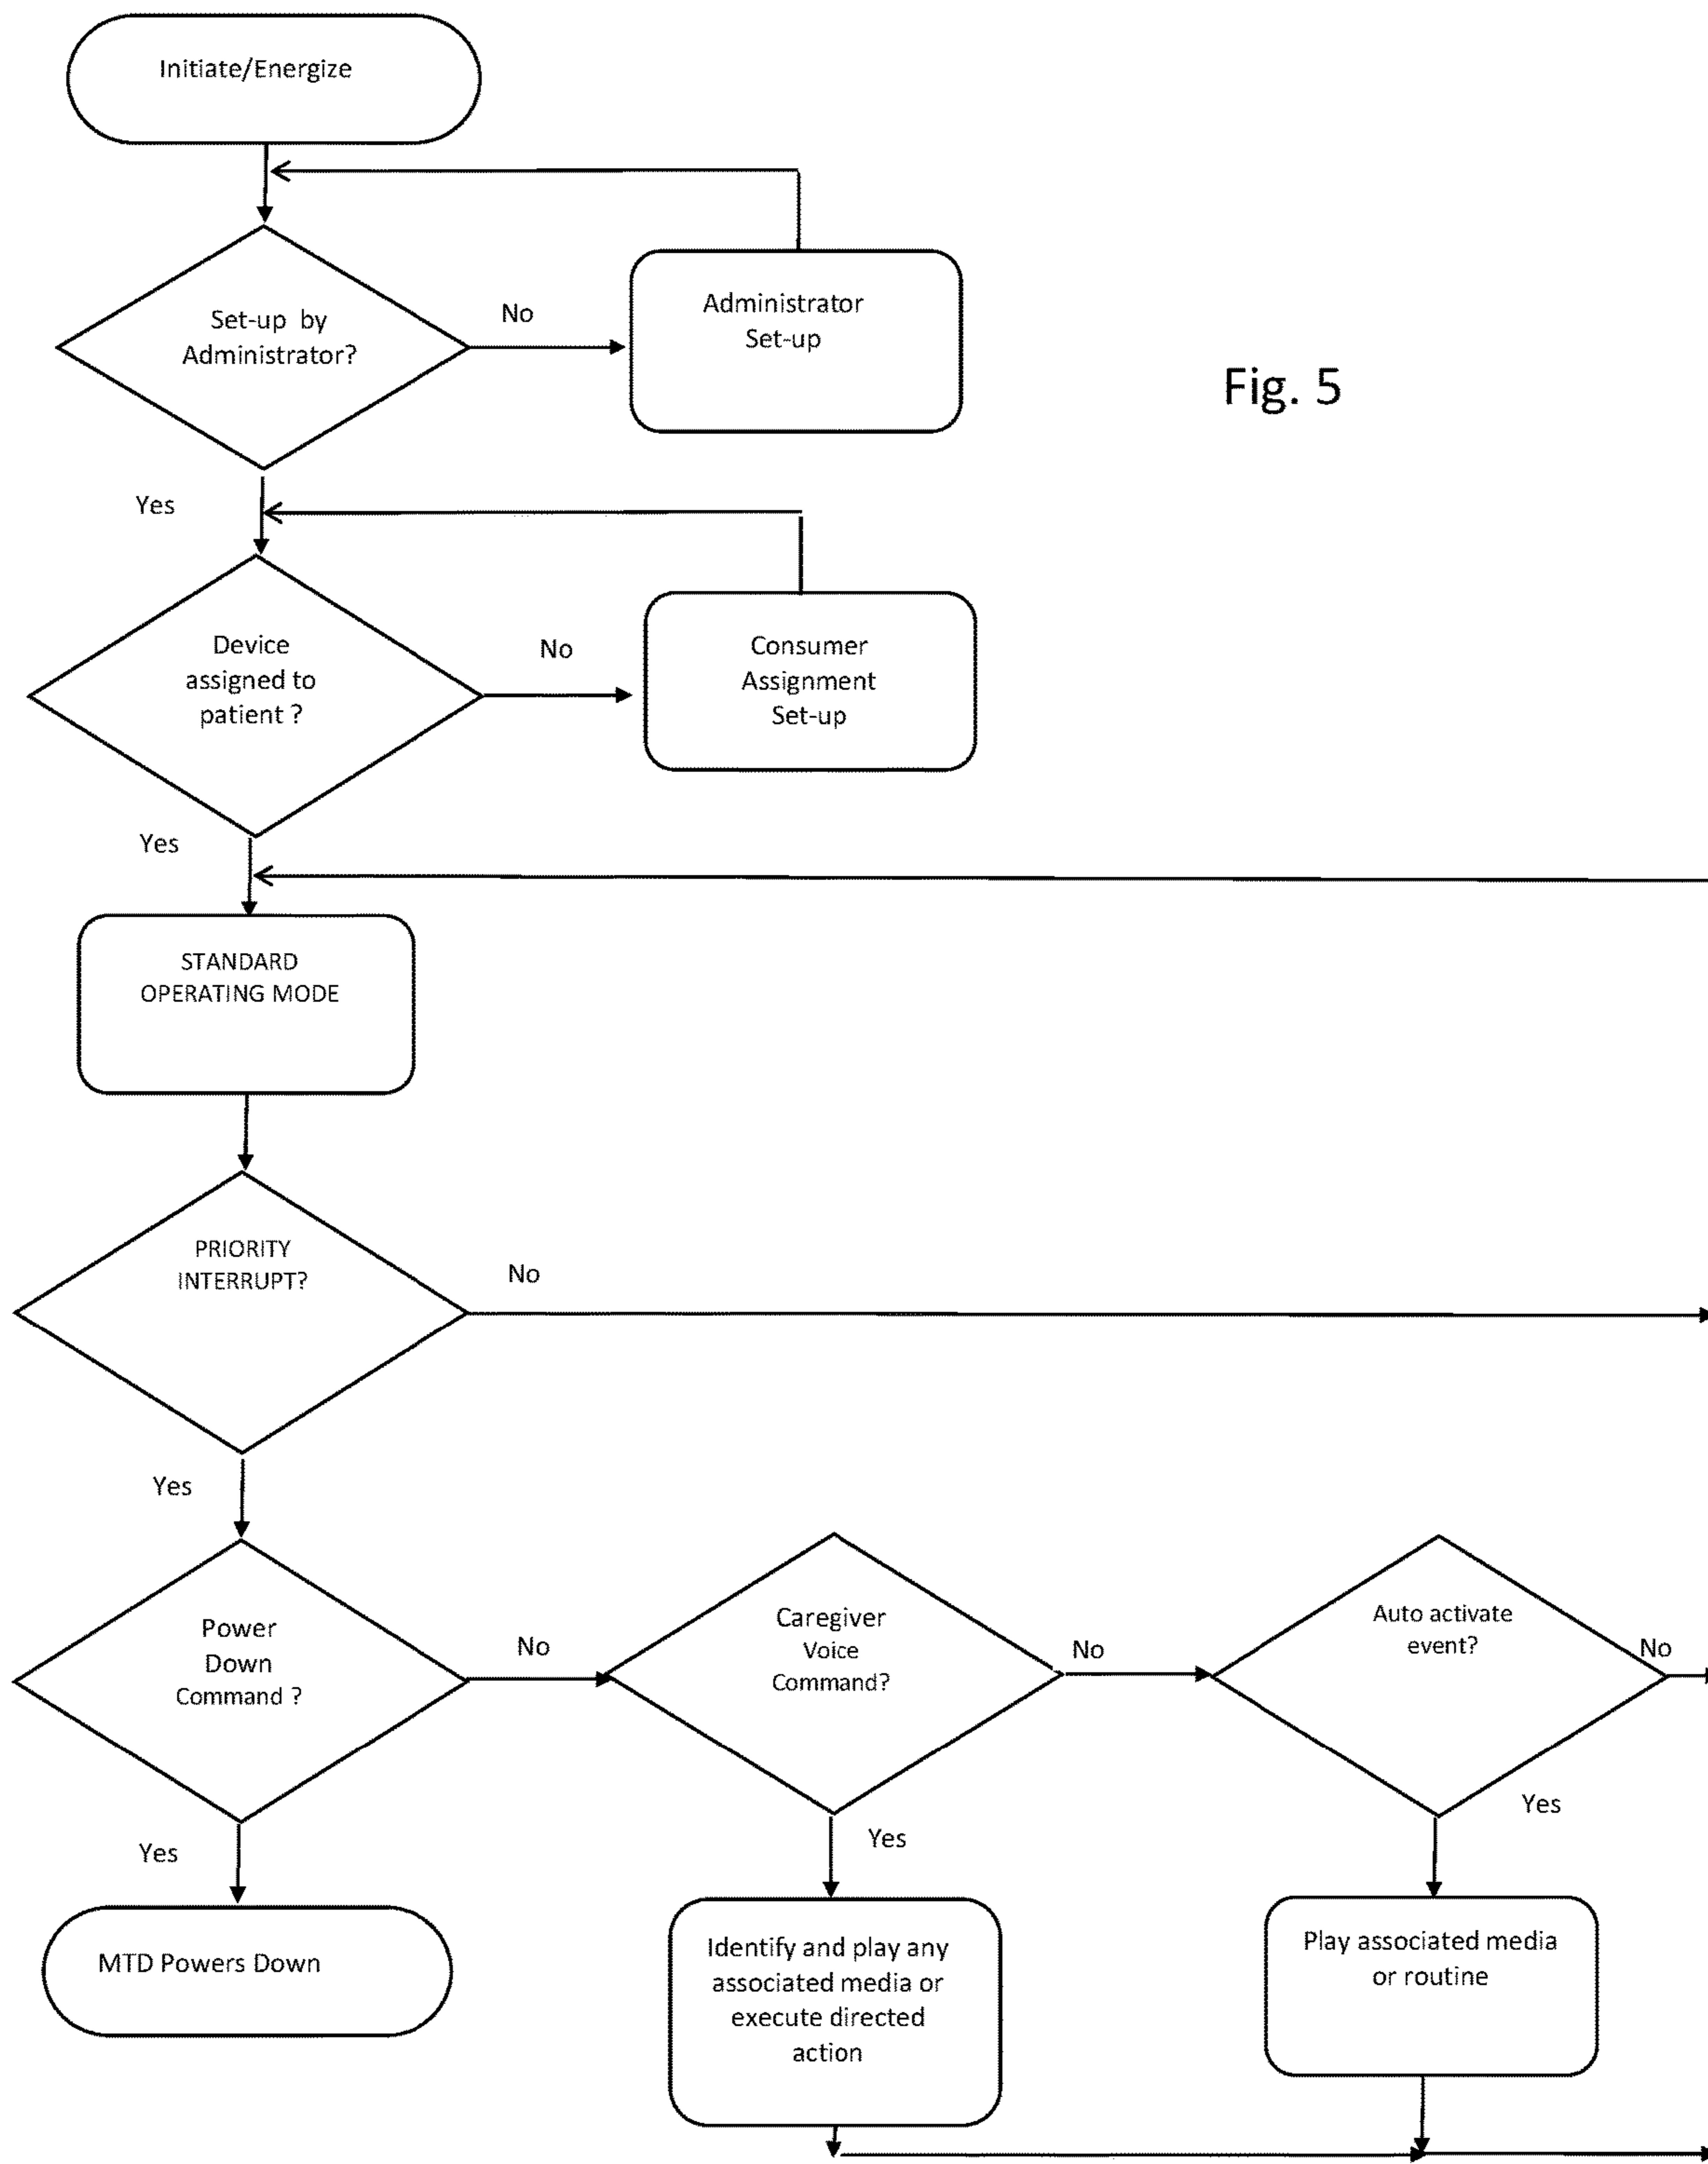 Initiate/Energize
Set-up by
Administrator?
No
Administrator
Set-up
Fig. 5
Yes
Device
assigned to
patient ?
No
Consumer
Assignment
Set-up
Yes
STANDARD
OPERATING MODE
PRIORITY
INTERRUPT?
No
Yes
Power
Down
Command ?
No
Caregiver
Voice
Command?
No
Auto activate
event?
No
Yes
MTD Powers Down
Yes
Identify and play any
associated media or
execute directed
action
Yes
Play associated media
or routine